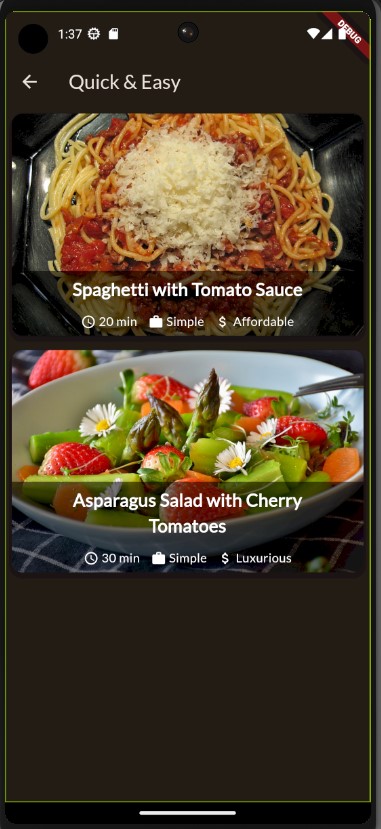 1:37
DEBUG
Quick & Easy
Spaghetti with Tomato Sauce
20 min Simple $ Affordable
Asparagus Salad with Cherry
Tomatoes
30 min Simple $ Luxurious